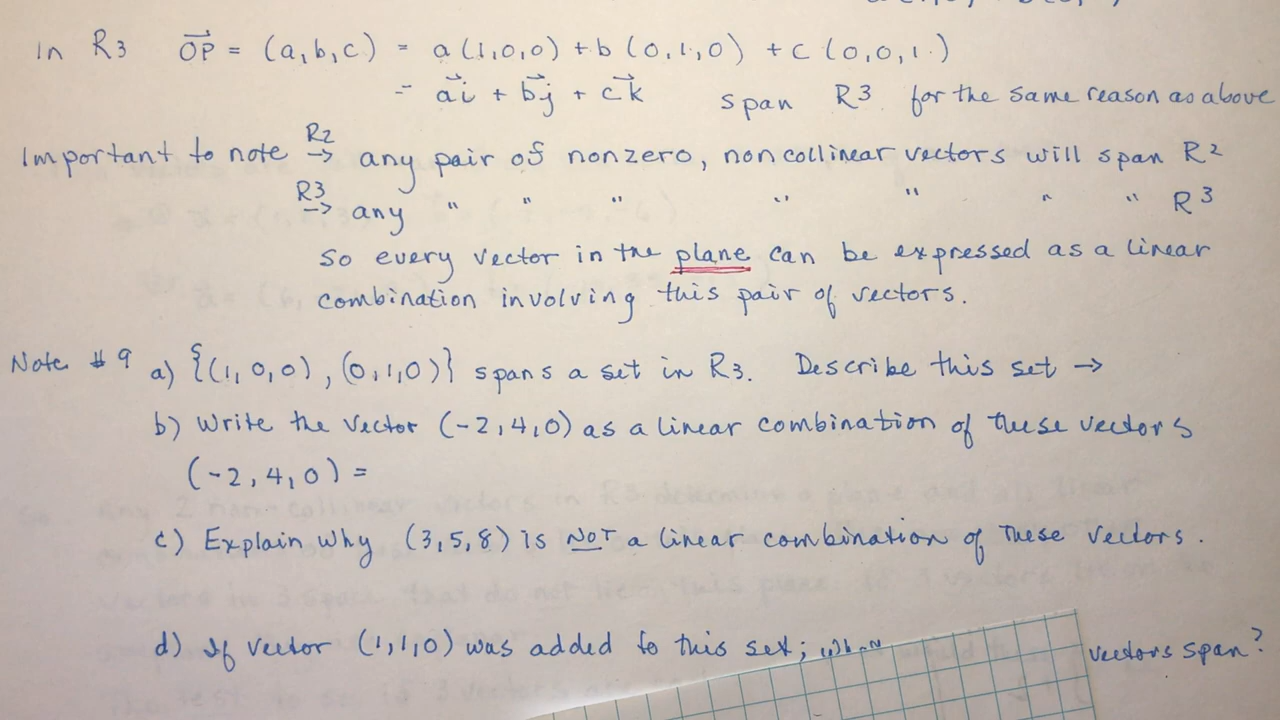 In R3 OP⃗ = (a,b,c) = a(1,0,0) + b(0,1,0) + c(0,0,1)
= ai⃗ + bj⃗ + ck⃗ span R3 for the same reason as above
Important to note R2 → any pair of nonzero, noncollinear vectors will span R2
R3 → any " " " " " " " R3
So every vector in the plane can be expressed as a linear
combination involving this pair of vectors.
Note #9 a) {(1,0,0), (0,1,0)} spans a set in R3. Describe this set →
b) Write the vector (-2,4,0) as a linear combination of these vectors
(-2,4,0) =
c) Explain why (3,5,8) is NOT a linear combination of these vectors.
d) If vector (1,1,0) was added to this set; vectors span?